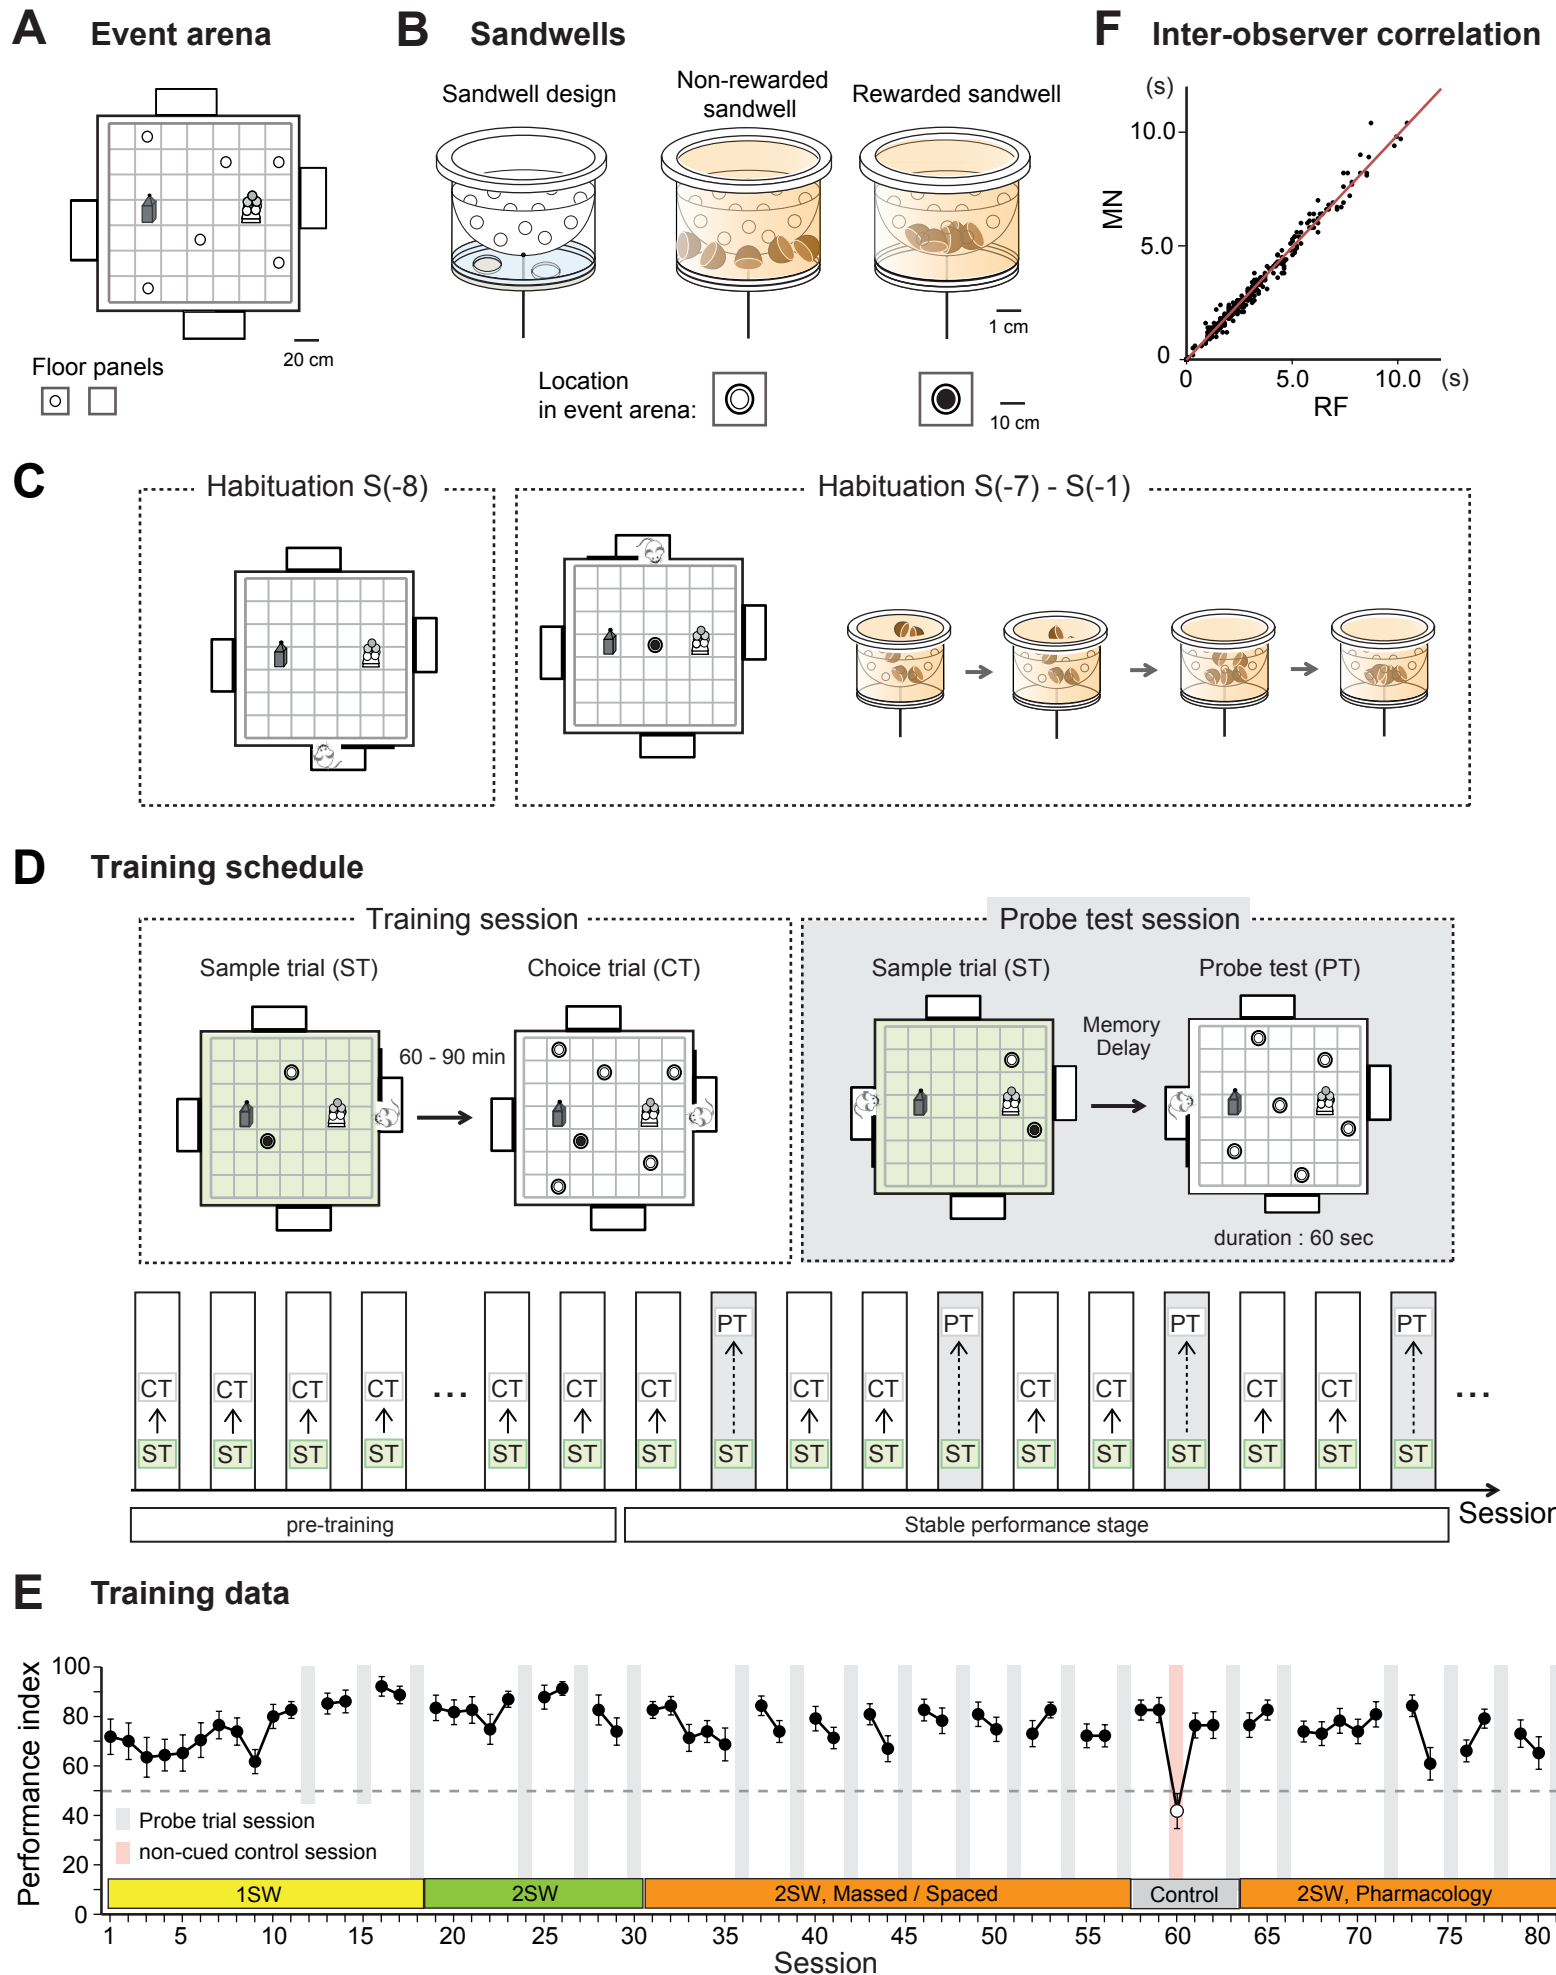 A Event arena
20 cm
Floor panels
B Sandwells
Sandwell design
Non-rewarded
sandwell
Rewarded sandwell
1 cm
Location
in event arena:
10 cm
F Inter-observer correlation
(s)
10.0
5.0
0
MN
0 5.0 10.0 (s)
RF
C
Habituation S(-8)
Habituation S(-7) - S(-1)
D Training schedule
Training session
Sample trial (ST)
Choice trial (CT)
60 - 90 min
Probe test session
Sample trial (ST)
Probe test (PT)
Memory
Delay
duration : 60 sec
PT PT PT PT
CT CT CT CT ... CT CT CT CT CT CT CT CT CT ...
ST ST ST ST ST ST ST ST ST ST ST ST ST ST ST ST ST
Session
pre-training
Stable performance stage
E Training data
Performance index
100
80
60
40
20
0
Probe trial session
non-cued control session
1SW 2SW 2SW, Massed / Spaced Control 2SW, Pharmacology
1 5 10 15 20 25 30 35 40 45 50 55 60 65 70 75 80
Session